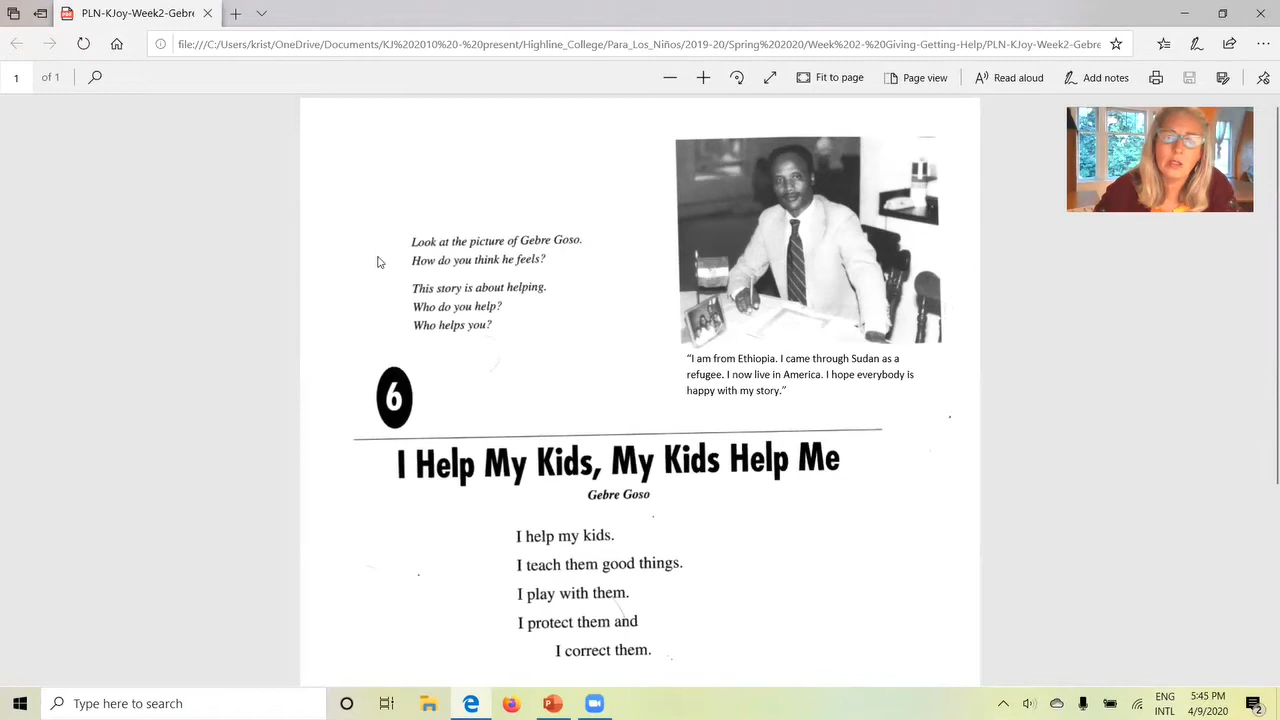 PLN-KJoy-Week2-Gebre
file:///C:/Users/krist/OneDrive/Documents/KJ%202010%20-%20present/Highline_College/Para_Los_Niños/2019-20/Spring%202020/Week%202-%20Giving-Getting-Help/PLN-KJoy-Week2-Gebre
1 of 1
Fit to page
Page view
Read aloud
Add notes
Look at the picture of Gebre Goso.
How do you think he feels?
This story is about helping.
Who do you help?
Who helps you?
"I am from Ethiopia. I came through Sudan as a
refugee. I now live in America. I hope everybody is
happy with my story."
6
I Help My Kids, My Kids Help Me
Gebre Goso
I help my kids.
I teach them good things.
I play with them.
I protect them and
I correct them.
Type here to search
ENG
INTL
5:45 PM
4/9/2020
2